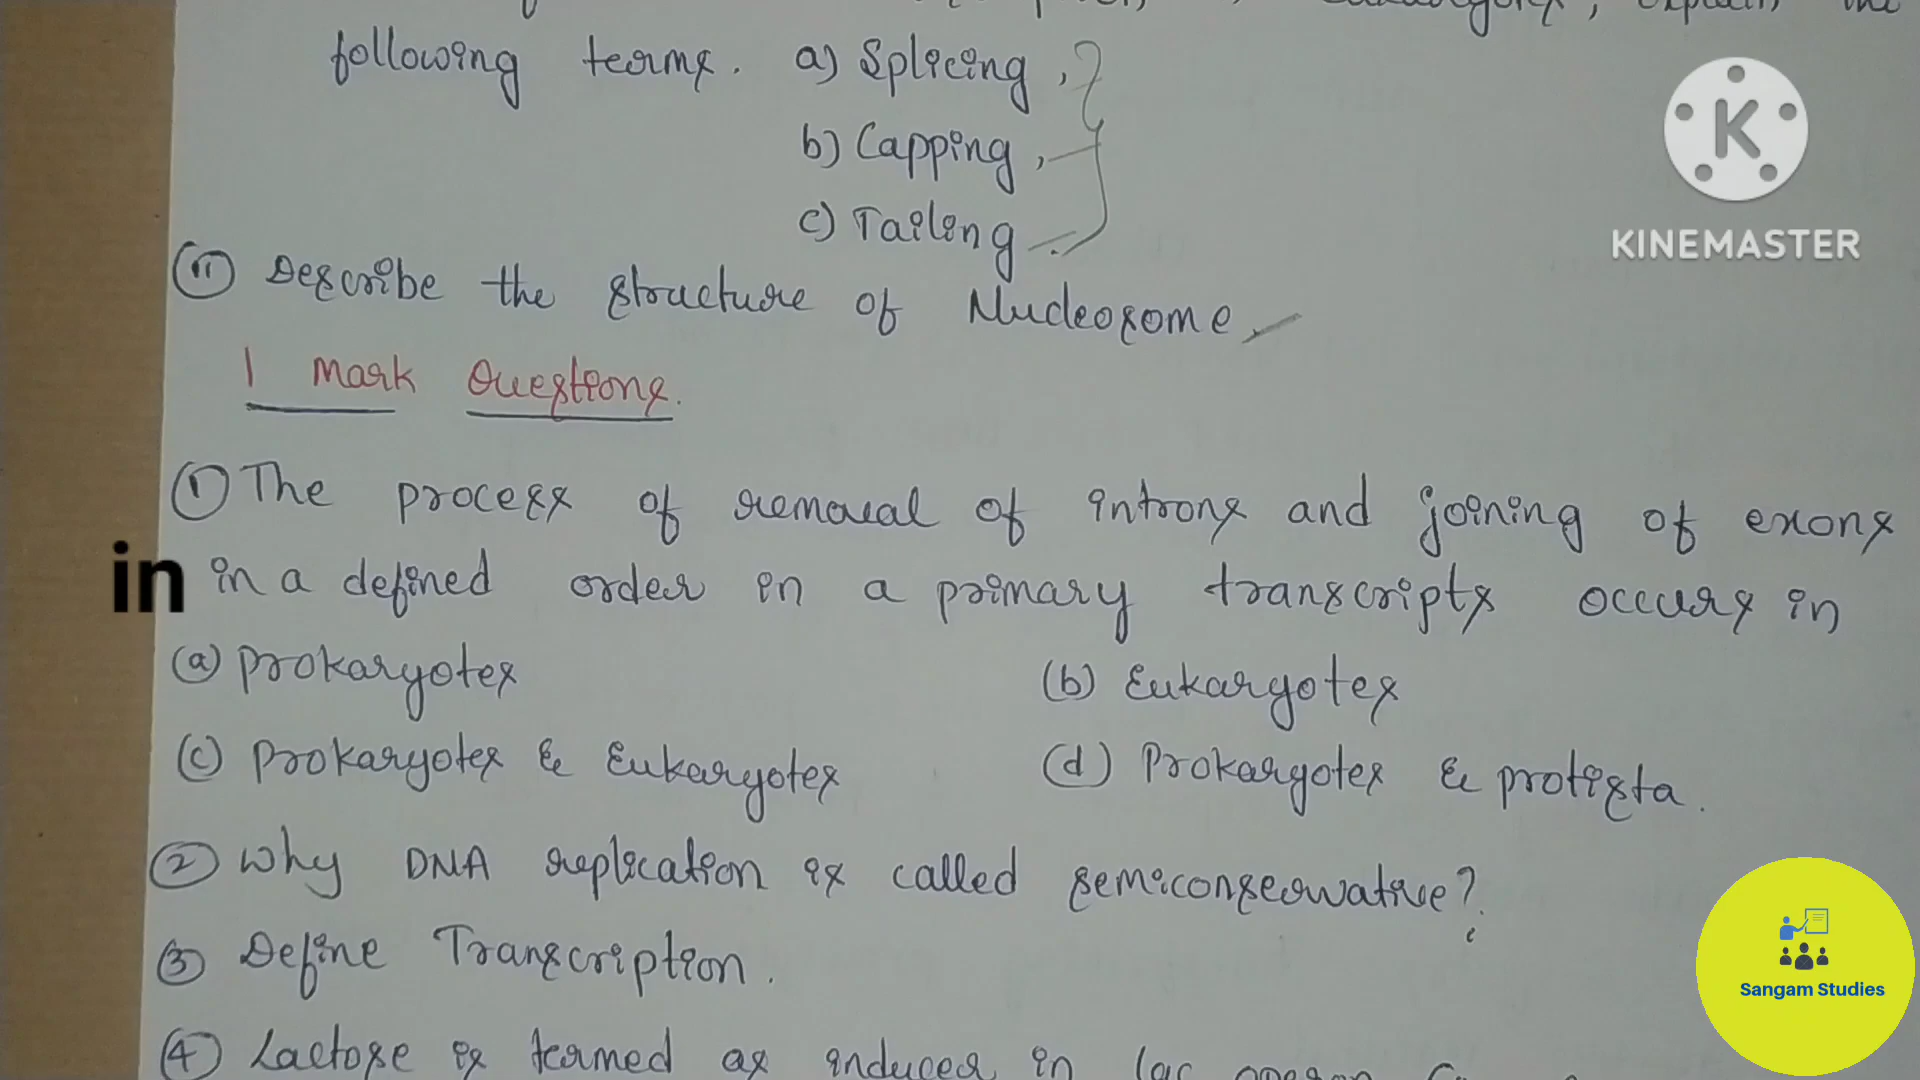 explain the
following terms. a) Splicing,
b) Capping,
c) Tailing.
KINEMASTER
11 Describe the structure of Nucleosome
1 Mark Questions.
1 The process of removal of introns and joining of exons
in in a defined order in a primary transcripts occurs in
(a) Prokaryotes (b) Eukaryotes
(c) Prokaryotes & Eukaryotes (d) Prokaryotes & protista.
2 Why DNA replication is called semiconservative?
3 Define Transcription.
4 Lactose is termed as inducer in lac operon
Sangam Studies